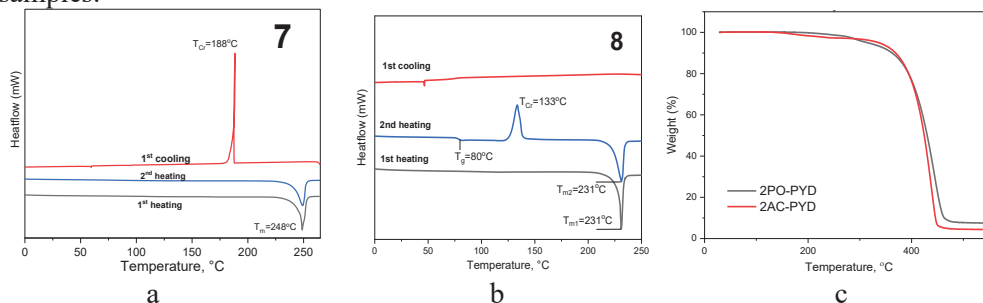 samples.
7
T_Cr=188°C
Heatflow (mW)
1st cooling
2nd heating
1st heating
T_m=248°C
0 50 100 150 200 250
Temperature, °C
a
8
1st cooling
T_Cr=133°C
Heatflow (mW)
2nd heating
T_g=80°C
1st heating
T_m2=231°C
T_m1=231°C
0 50 100 150 200 250
Temperature, °C
b
100
80
60
40
20
0
Weight (%)
2PO-PYD
2AC-PYD
0 200 400
Temperature, °C
c